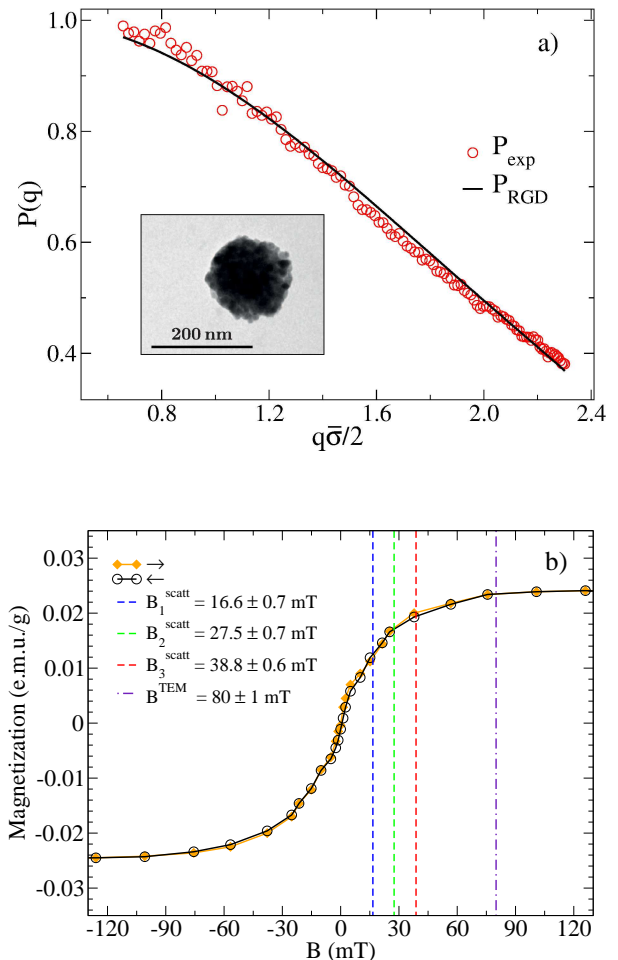 a)
1.0
0.8
0.6
0.4
P(q)
P_exp
P_RGD
200 nm
0.8 1.2 1.6 2.0 2.4
qσ̅/2
b)
0.03
0.02
0.01
0
-0.01
-0.02
-0.03
Magnetization (e.m.u./g)
→
←
B₁^scatt = 16.6 ± 0.7 mT
B₂^scatt = 27.5 ± 0.7 mT
B₃^scatt = 38.8 ± 0.6 mT
B^TEM = 80 ± 1 mT
-120 -90 -60 -30 0 30 60 90 120
B (mT)